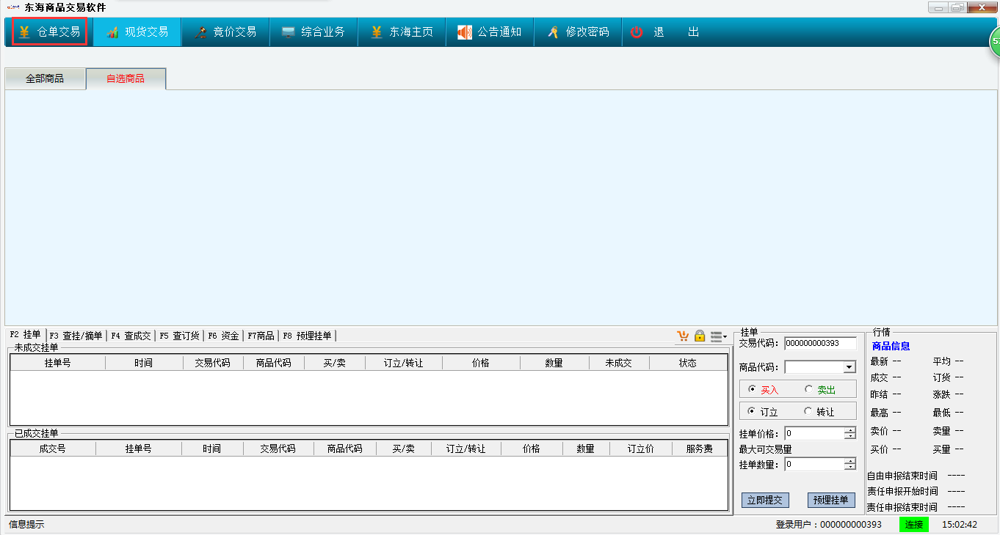 东海商品交易软件
仓单交易 现货交易 竞价交易 综合业务 东海主页 公告通知 修改密码 退 出
全部商品 自选商品
F2 挂单 F3 查挂/摘单 F4 查成交 F5 查订货 F6 资金 F7商品 F8 预埋挂单
未成交挂单
挂单号 时间 交易代码 商品代码 买/卖 订立/转让 价格 数量 未成交 状态
已成交挂单
成交号 挂单号 时间 交易代码 商品代码 买/卖 订立/转让 价格 数量 订立价 服务费
挂单
交易代码: 000000000393
商品代码:
买入 卖出
订立 转让
挂单价格: 0
最大可交易量
挂单数量: 0
立即提交 预埋挂单
行情
商品信息
最新 -- 平均 --
成交 -- 订货 --
昨结 -- 涨跌 --
最高 -- 最低 --
卖价 -- 卖量 --
买价 -- 买量 --
自由申报结束时间 ----
责任申报开始时间 ----
责任申报结束时间 ----
信息提示 登录用户：000000000393 连接 15:02:42